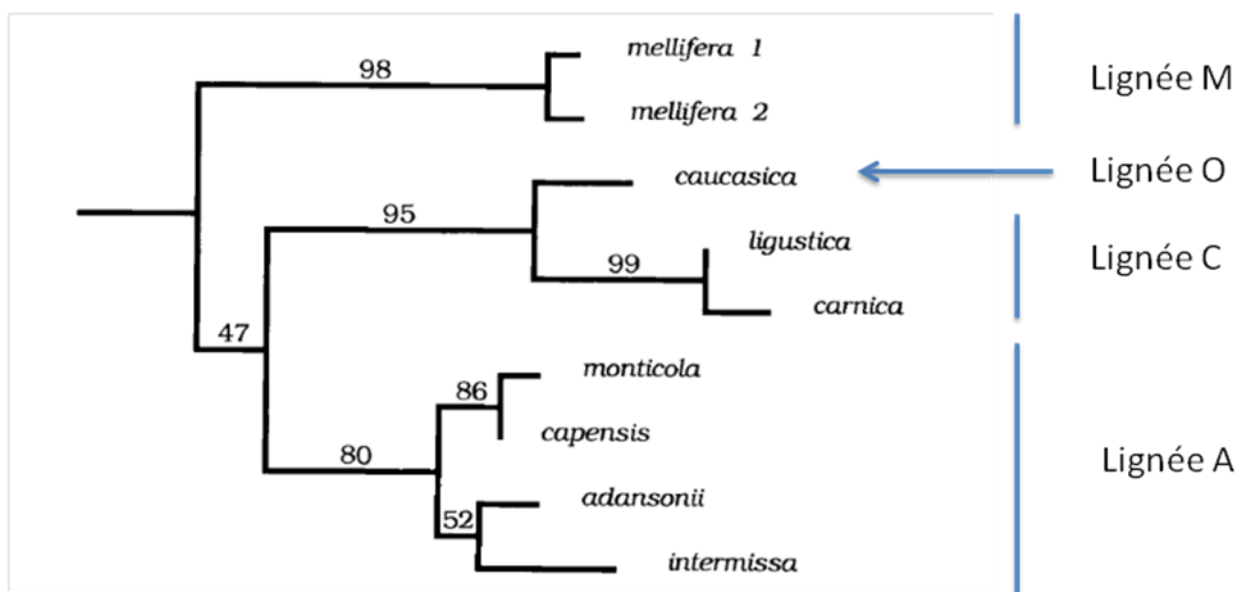 mellifera 1
98
Lignée M
mellifera 2
caucasica
Lignée O
95
ligustica
Lignée C
99
carnica
47
monticola
86
capensis
Lignée A
80
adansonii
52
intermissa